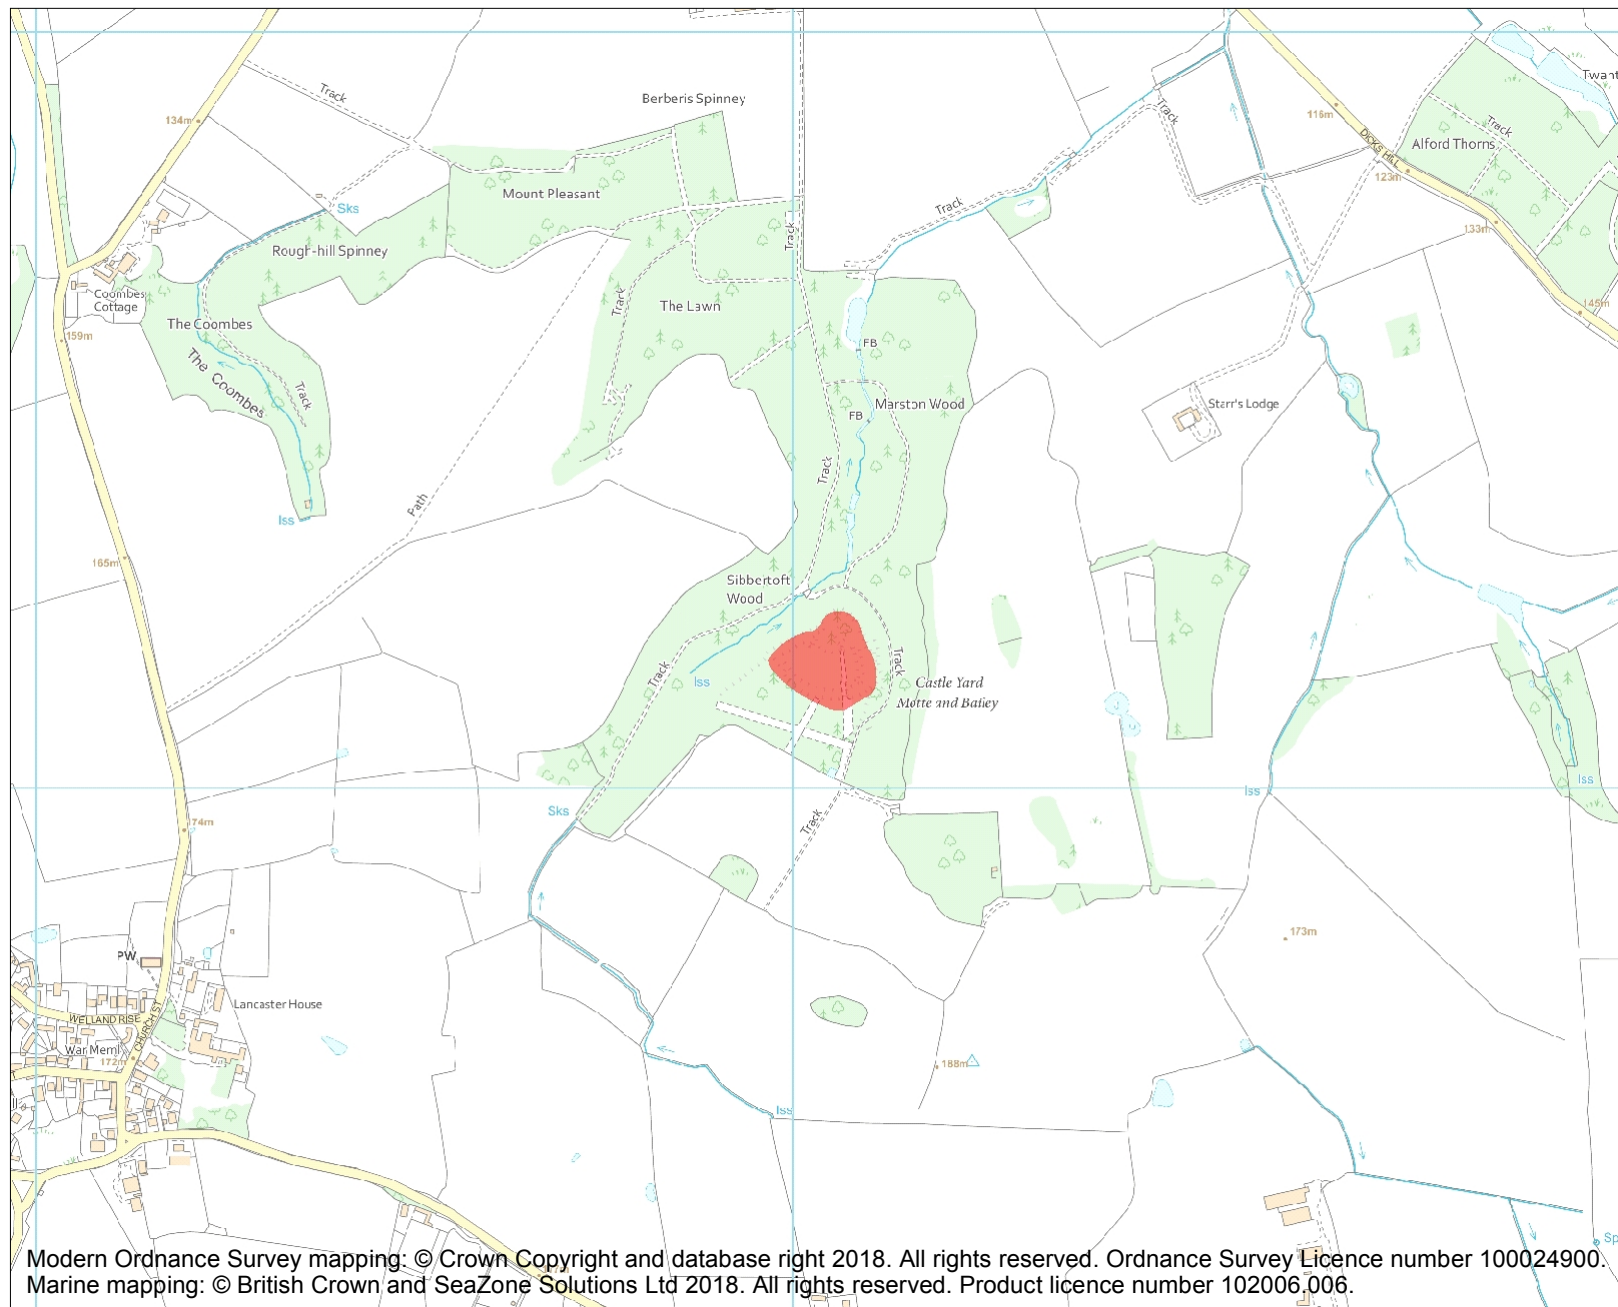 Track
Berberis Spinney
134m
115m
Track
Track
Twant
DICKS HILL
Alford Thorns
123m
Mount Pleasant
Sks
Track
Track
133m
Rough-hill Spinney
Coombes
Cottage
The Coombes
Track
The Lawn
145m
159m
FB
The Coombes
Track
FB
Marston Wood
Starr's Lodge
Track
Path
Iss
165m
Sibbertoft
Wood
Track
Iss
Track
Castle Yard
Motte and Bailey
Iss
Iss
Sks
74m
Track
173m
PW
Lancaster House
WELLAND RISE
CHURCH ST
War Meml
172m
188m
Iss
Sp
Modern Ordnance Survey mapping: © Crown Copyright and database right 2018. All rights reserved. Ordnance Survey Licence number 100024900.
Marine mapping: © British Crown and SeaZone Solutions Ltd 2018. All rights reserved. Product licence number 102006.006.